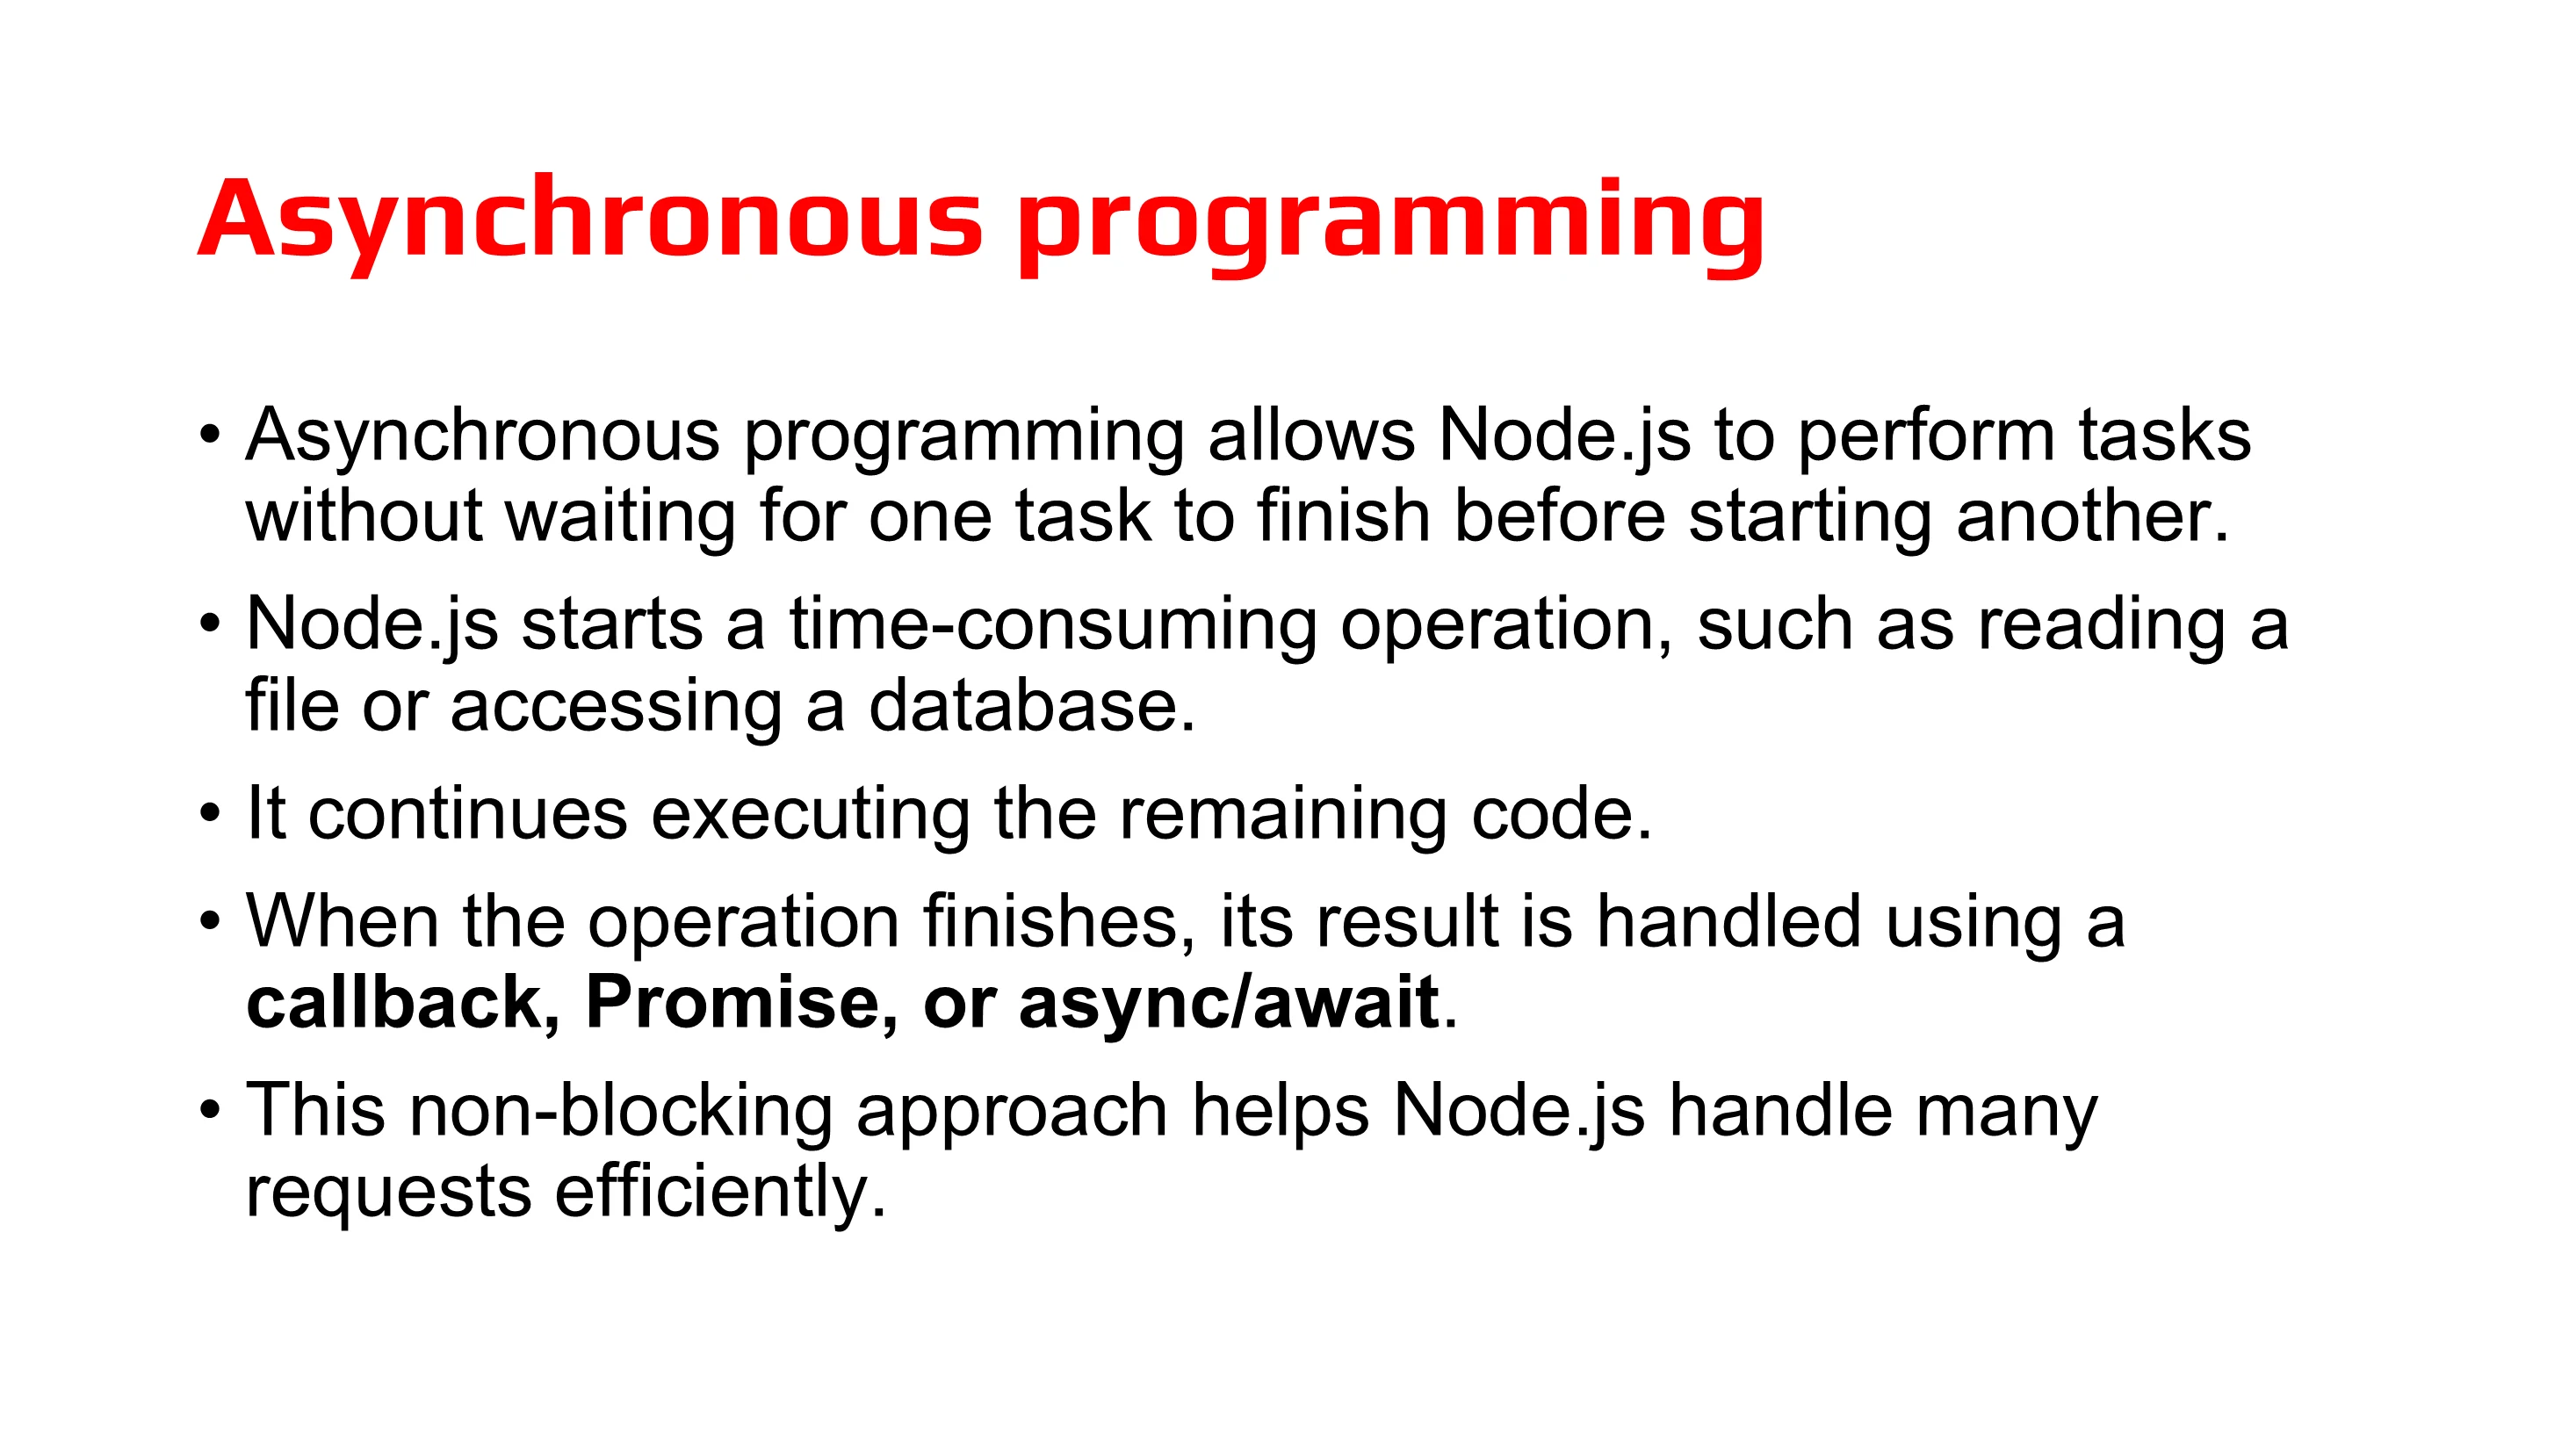 Asynchronous programming
• Asynchronous programming allows Node.js to perform tasks
without waiting for one task to finish before starting another.
• Node.js starts a time-consuming operation, such as reading a
file or accessing a database.
• It continues executing the remaining code.
• When the operation finishes, its result is handled using a
callback, Promise, or async/await.
• This non-blocking approach helps Node.js handle many
requests efficiently.